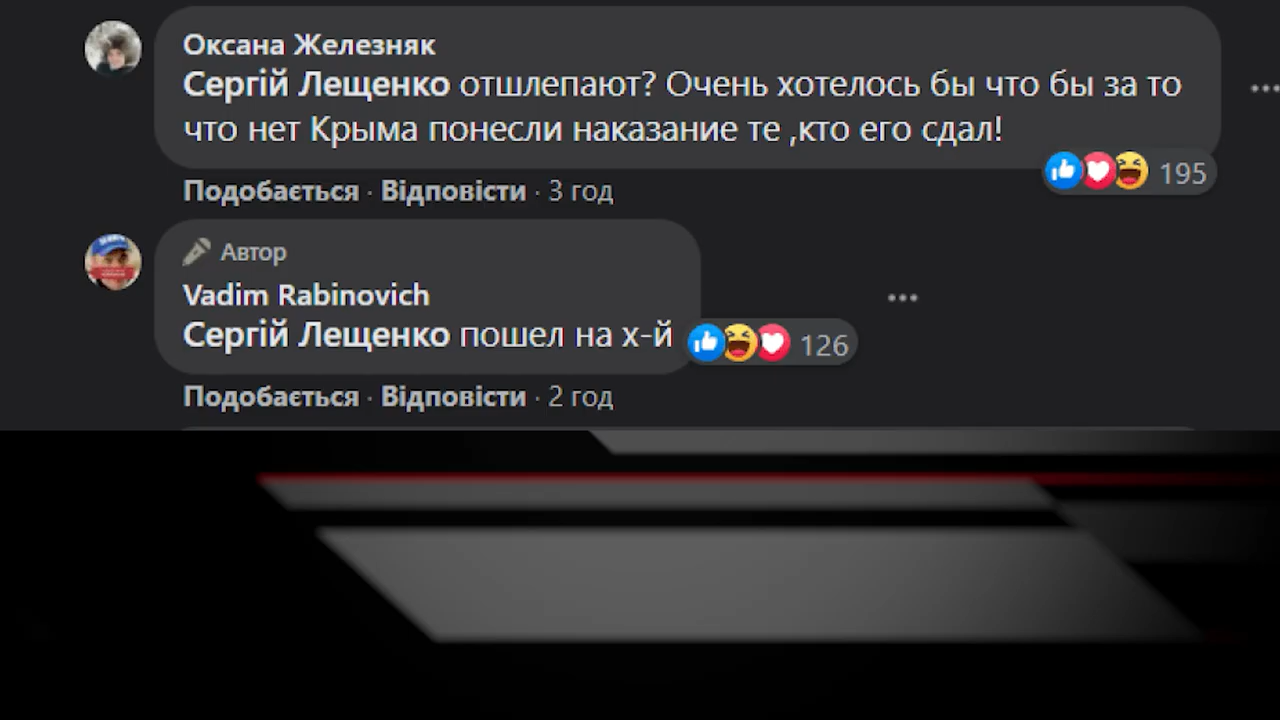 Оксана Железняк
Сергій Лещенко отшлепают? Очень хотелось бы что бы за то
что нет Крыма понесли наказание те ,кто его сдал!
195
Подобається · Відповісти · 3 год
Автор
Vadim Rabinovich
Сергій Лещенко пошел на х-й
126
Подобається · Відповісти · 2 год